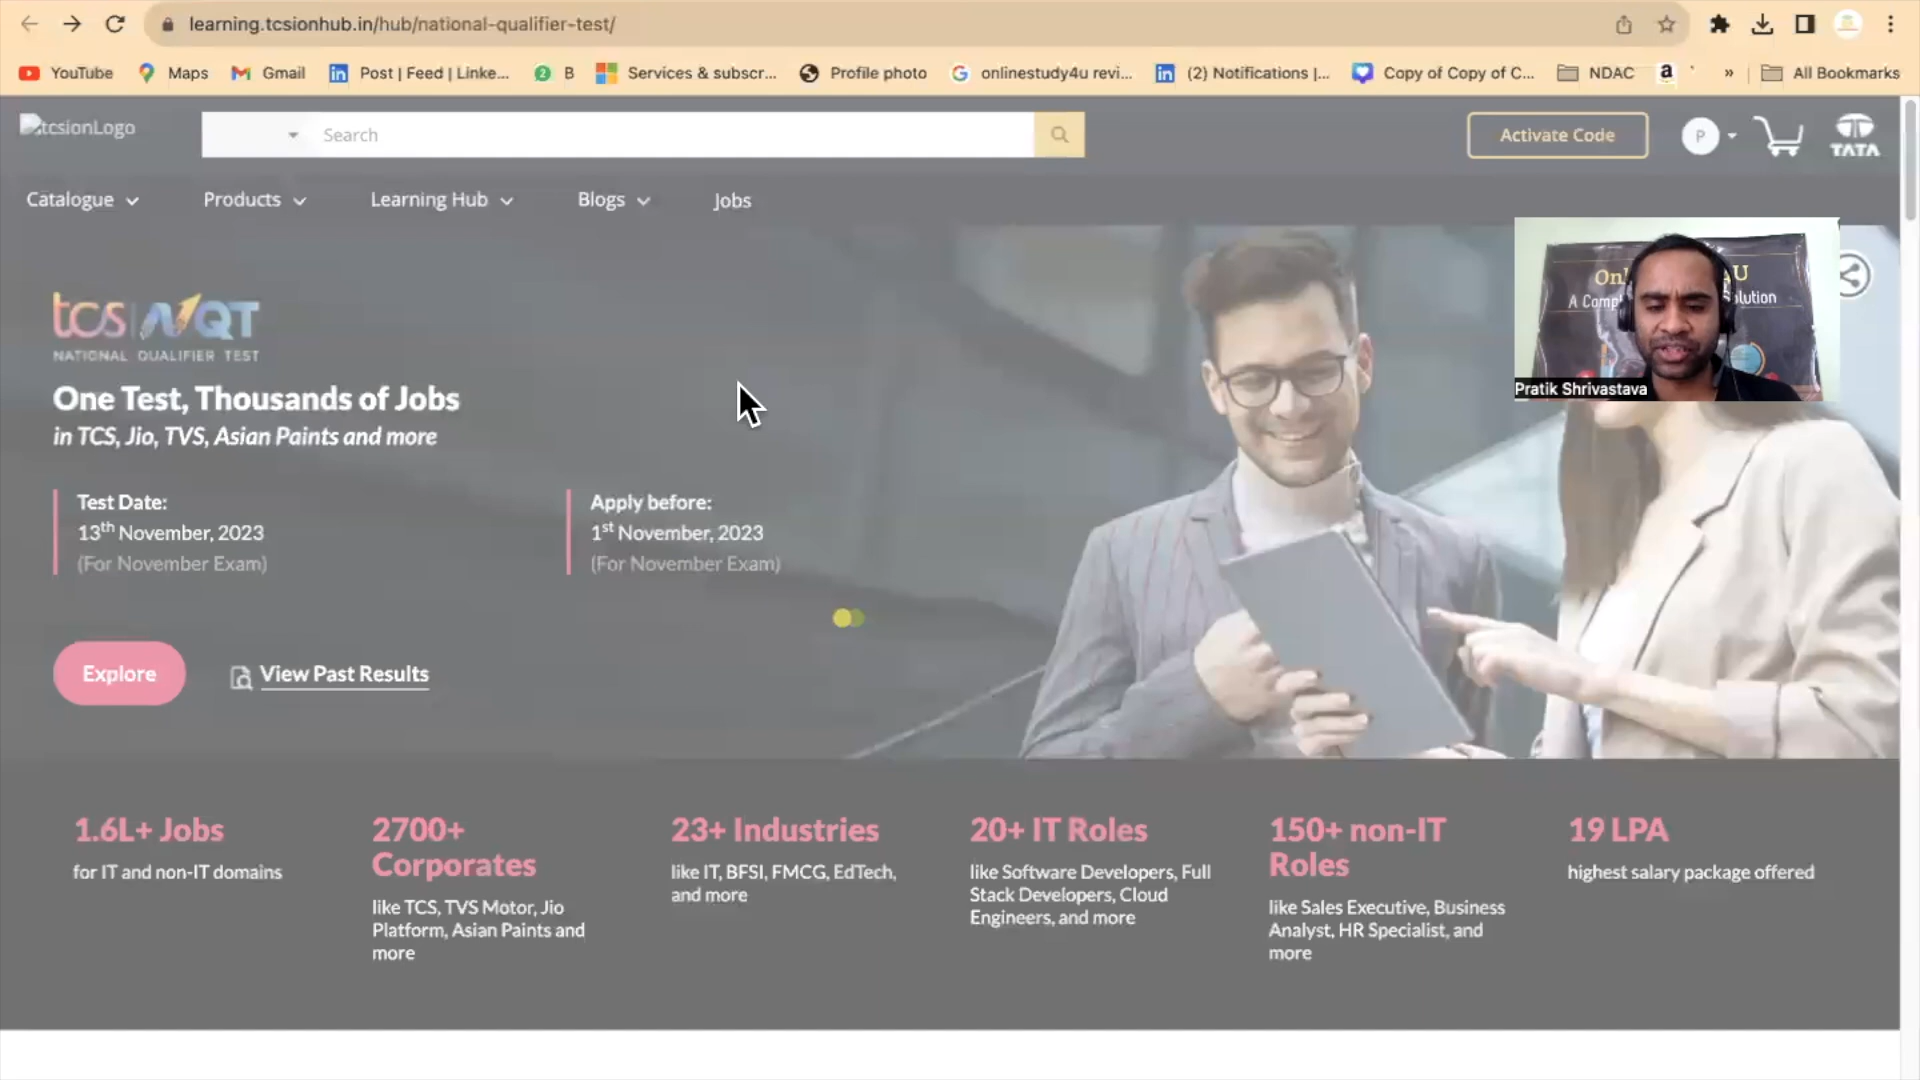 learning.tcsionhub.in/hub/national-qualifier-test/
YouTube
Maps
Gmail
Post | Feed | Linke...
2
B
Services & subscr...
Profile photo
onlinestudy4u revi...
(2) Notifications |...
Copy of Copy of C...
NDAC
a
»
All Bookmarks
tcsionLogo
Search
Activate Code
P
TATA
Catalogue
Products
Learning Hub
Blogs
Jobs
tcs | NQT
NATIONAL QUALIFIER TEST
One Test, Thousands of Jobs
in TCS, Jio, TVS, Asian Paints and more
Test Date:
13th November, 2023
(For November Exam)
Apply before:
1st November, 2023
(For November Exam)
Explore
View Past Results
Pratik Shrivastava
1.6L+ Jobs
for IT and non-IT domains
2700+
Corporates
like TCS, TVS Motor, Jio
Platform, Asian Paints and
more
23+ Industries
like IT, BFSI, FMCG, EdTech,
and more
20+ IT Roles
like Software Developers, Full
Stack Developers, Cloud
Engineers, and more
150+ non-IT
Roles
like Sales Executive, Business
Analyst, HR Specialist, and
more
19 LPA
highest salary package offered